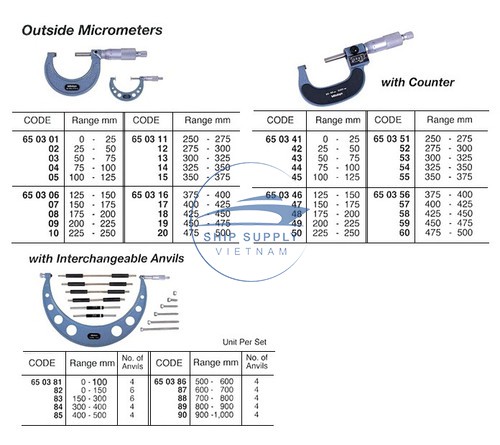 Outside Micrometers
with Counter
CODE Range mm CODE Range mm
65 03 01 0 - 25 65 03 11 250 - 275
02 25 - 50 12 275 - 300
03 50 - 75 13 300 - 325
04 75 - 100 14 325 - 350
05 100 - 125 15 350 - 375
65 03 06 125 - 150 65 03 16 375 - 400
07 150 - 175 17 400 - 425
08 175 - 200 18 425 - 450
09 200 - 225 19 450 - 475
10 225 - 250 20 475 - 500
CODE Range mm CODE Range mm
65 03 41 0 - 25 65 03 51 250 - 275
42 25 - 50 52 275 - 300
43 50 - 75 53 300 - 325
44 75 - 100 54 325 - 350
45 100 - 125 55 350 - 375
65 03 46 125 - 150 65 03 56 375 - 400
47 150 - 175 57 400 - 425
48 175 - 200 58 425 - 450
49 200 - 225 59 450 - 475
50 225 - 250 60 475 - 500
SHIP SUPPLY
VIETNAM
with Interchangeable Anvils
Unit Per Set
CODE Range mm No. of Anvils CODE Range mm No. of Anvils
65 03 81 0 - 100 4 65 03 86 500 - 600 4
82 0 - 150 6 87 600 - 700 4
83 150 - 300 6 88 700 - 800 4
84 300 - 400 4 89 800 - 900 4
85 400 - 500 4 90 900 - 1,000 4